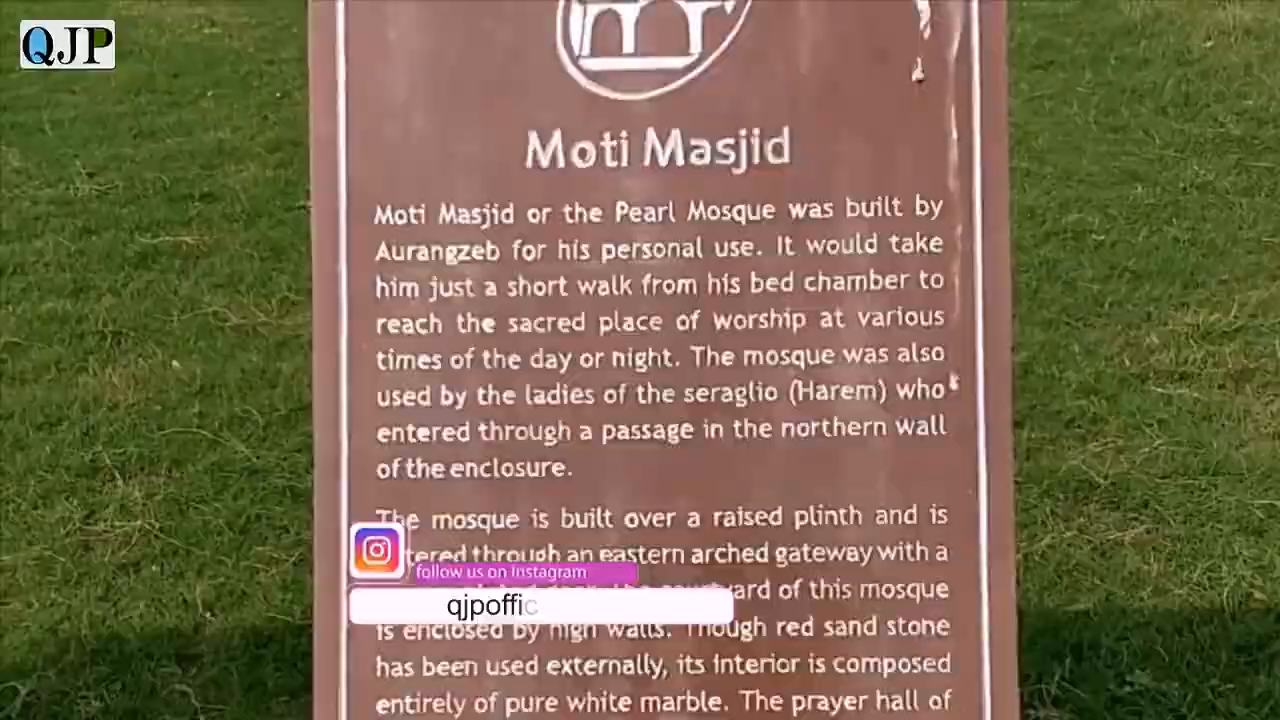 QJP
Moti Masjid
Moti Masjid or the Pearl Mosque was built by
Aurangzeb for his personal use. It would take
him just a short walk from his bed chamber to
reach the sacred place of worship at various
times of the day or night. The mosque was also
used by the ladies of the seraglio (Harem) who
entered through a passage in the northern wall
of the enclosure.
The mosque is built over a raised plinth and is
through an eastern arched gateway with a
of this mosque
follow us on instagram
qjpoffic
is enclosed by high walls. Though red sand stone
has been used externally, its interior is composed
entirely of pure white marble. The prayer hall of